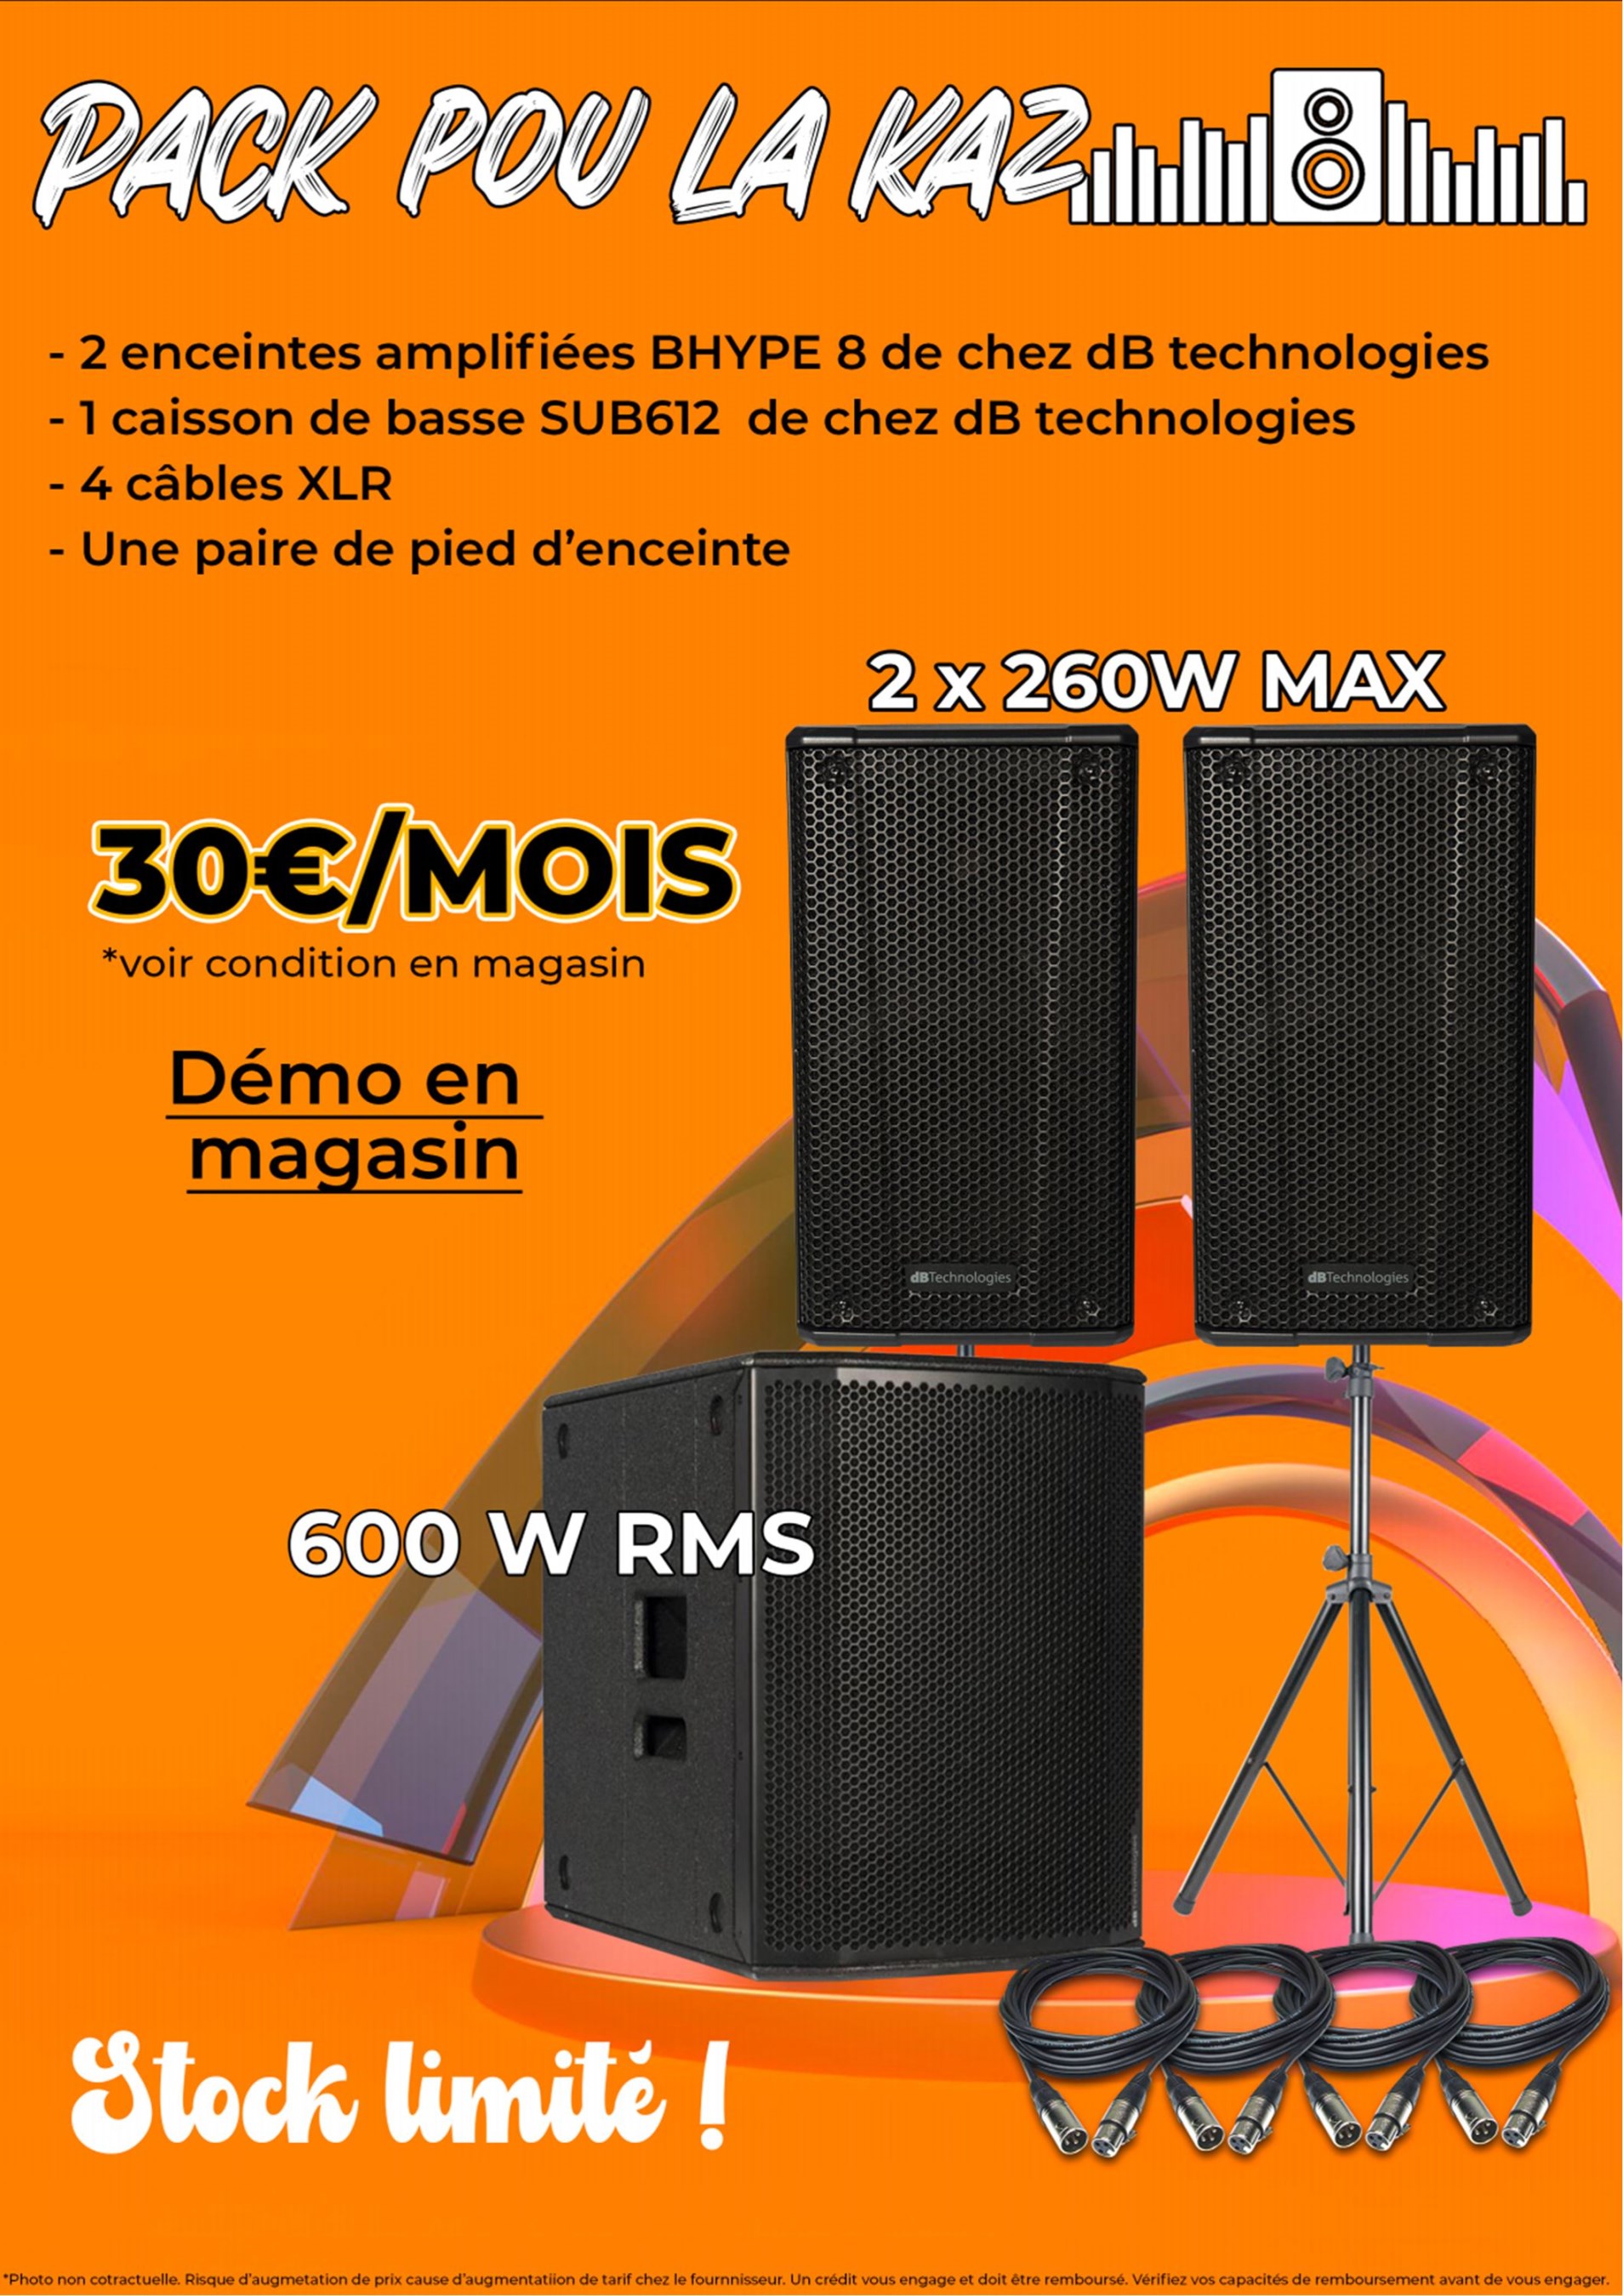 PACK POU LA KAZ
- 2 enceintes amplifiées BHYPE 8 de chez dB technologies
- 1 caisson de basse SUB612 de chez dB technologies
- 4 câbles XLR
- Une paire de pied d'enceinte
2 x 260W MAX
30€/MOIS
*voir condition en magasin
Démo en
magasin
dBTechnologies
dBTechnologies
600 W RMS
Stock limité !
*Photo non cotractuelle. Risque d'augmetation de prix cause d'augmentatiion de tarif chez le fournnisseur. Un crédit vous engage et doit être remboursé. Vérifiez vos capacités de remboursement avant de vous engager.